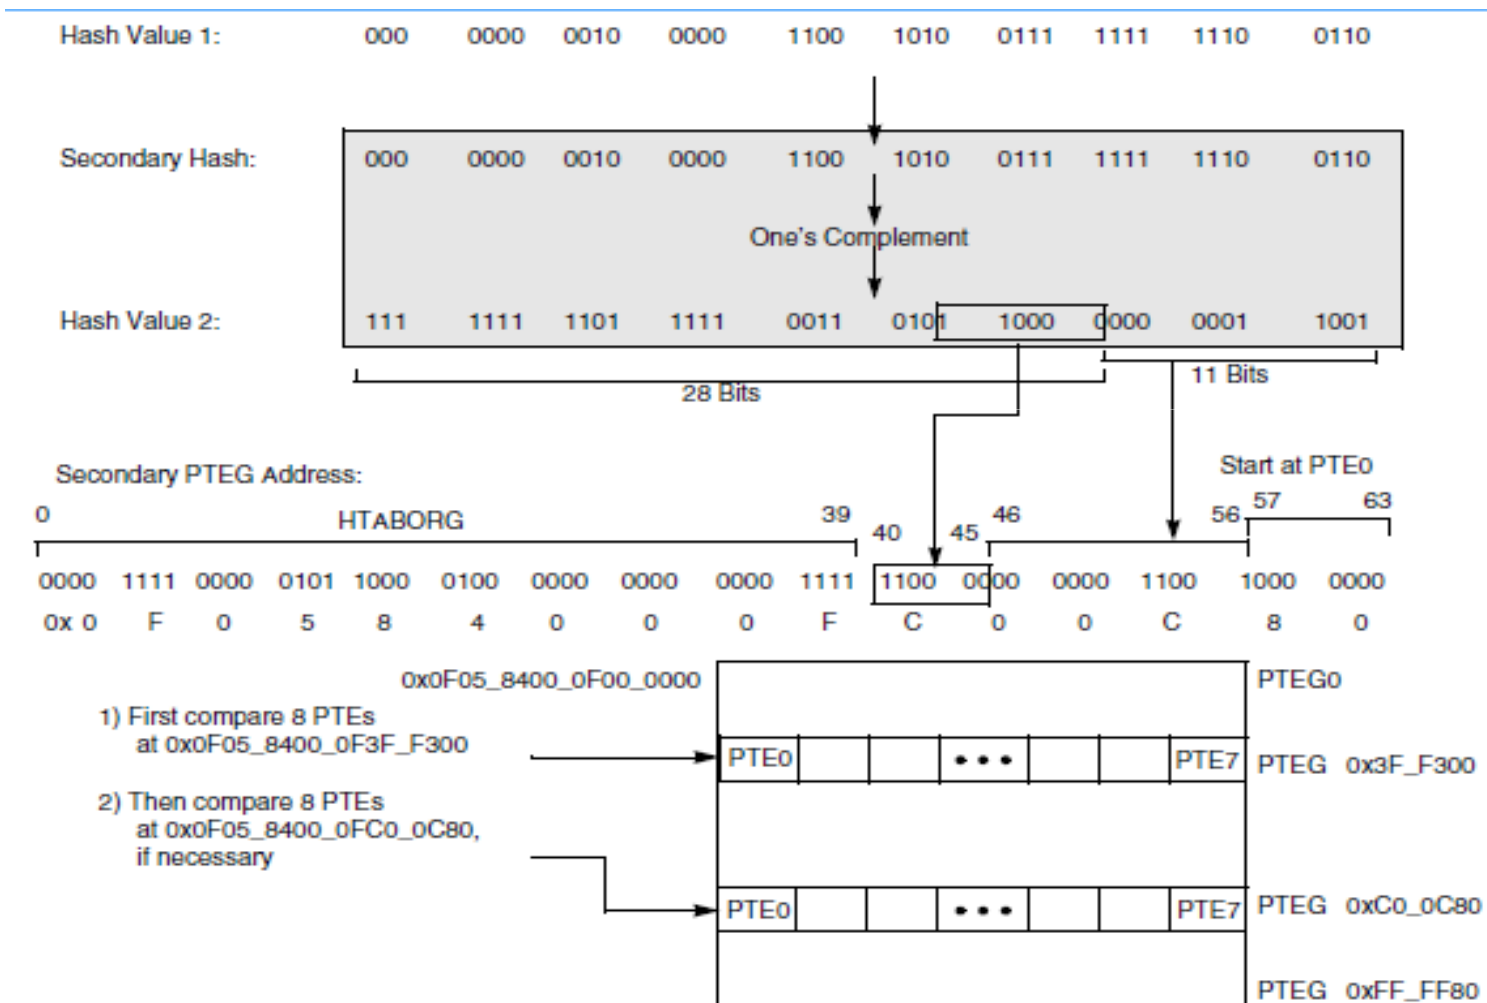 Hash Value 1: 000 0000 0010 0000 1100 1010 0111 1111 1110 0110
Secondary Hash: 000 0000 0010 0000 1100 1010 0111 1111 1110 0110
One's Complement
Hash Value 2: 111 1111 1101 1111 0011 0101 1000 0000 0001 1001
28 Bits
11 Bits
Secondary PTEG Address:
Start at PTE0
0 HTABORG 39 40 45 46 56 57 63
0000 1111 0000 0101 1000 0100 0000 0000 0000 1111 1100 0000 0000 1100 1000 0000
0x 0 F 0 5 8 4 0 0 0 F C 0 0 C 8 0
0x0F05_8400_0F00_0000 PTEG0
1) First compare 8 PTEs
at 0x0F05_8400_0F3F_F300
PTE0 • • • PTE7 PTEG 0x3F_F300
2) Then compare 8 PTEs
at 0x0F05_8400_0FC0_0C80,
if necessary
PTE0 • • • PTE7 PTEG 0xC0_0C80
PTEG 0xFF_FF80